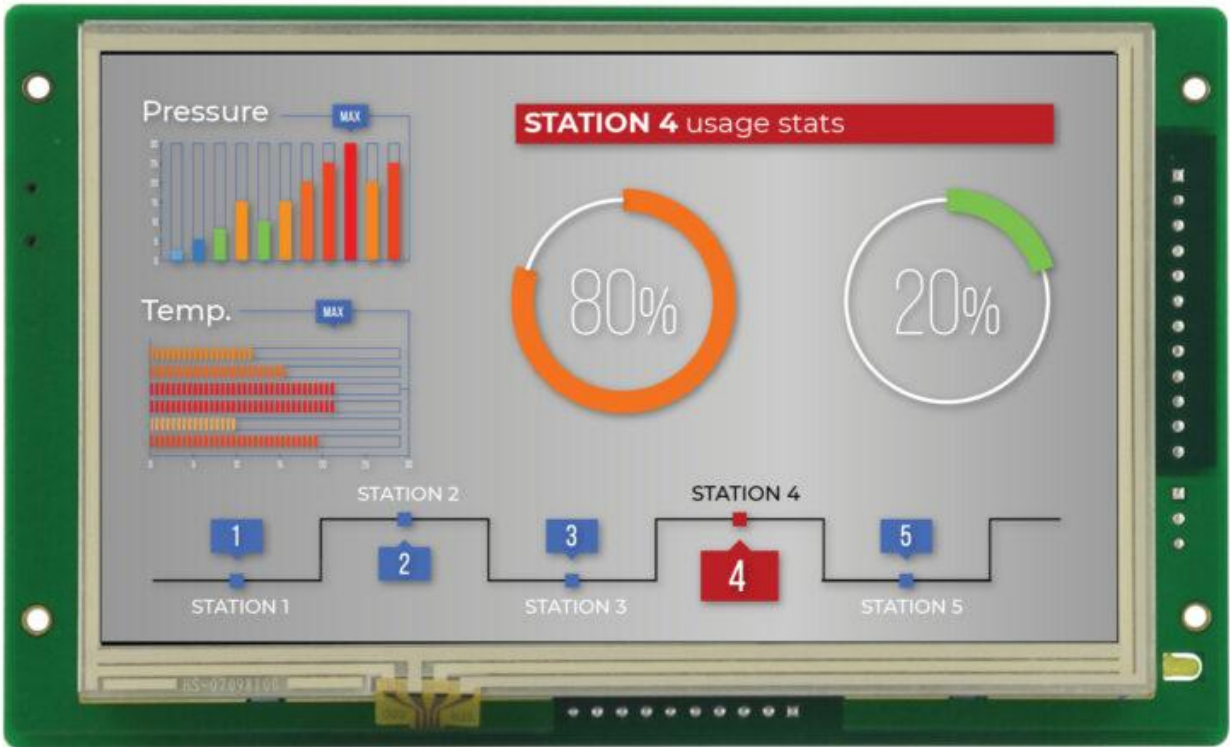 Pressure
MAX
STATION 4 usage stats
80%
20%
Temp.
MAX
STATION 2
STATION 4
1
3
5
2
4
STATION 1
STATION 3
STATION 5